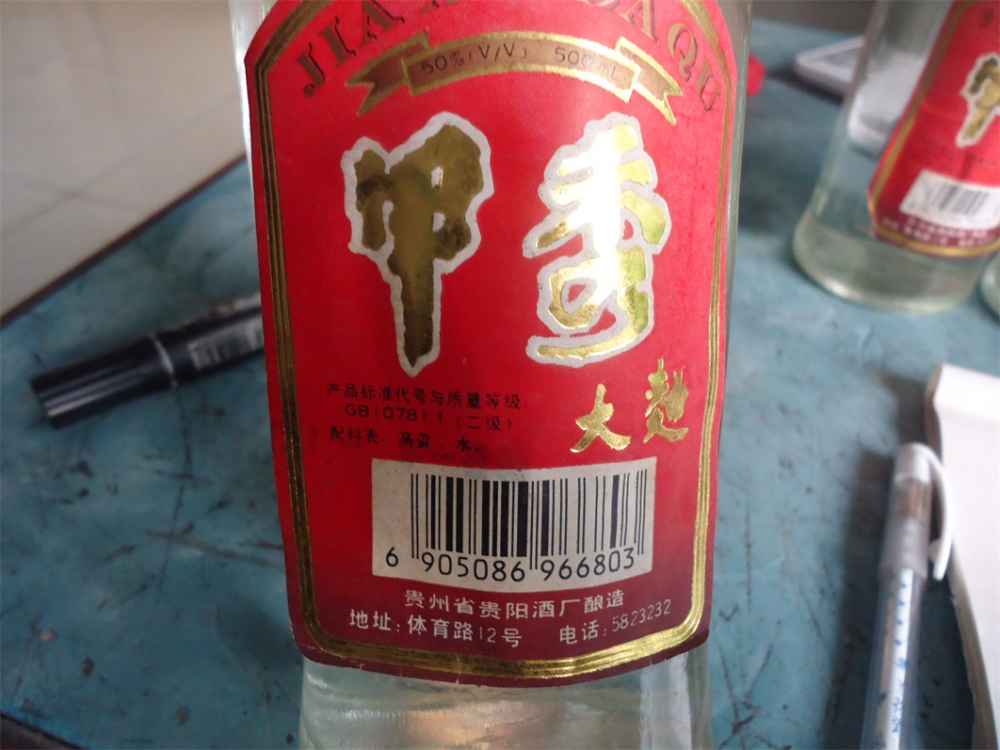 50%(V/V) 500mL
甲秀
大麯
产品标准代号与质量等级
GB10781.1(二级)
配料表:高粱、水
6 905086 966803
贵州省贵阳酒厂酿造
地址:体育路12号 电话:5823232